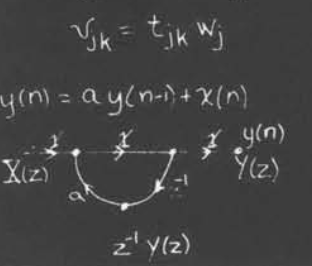 v_jk = t_jk w_j
y(n) = a y(n-1) + x(n)
y(n)
X(z) Y(z)
a z⁻¹
z⁻¹ Y(z)